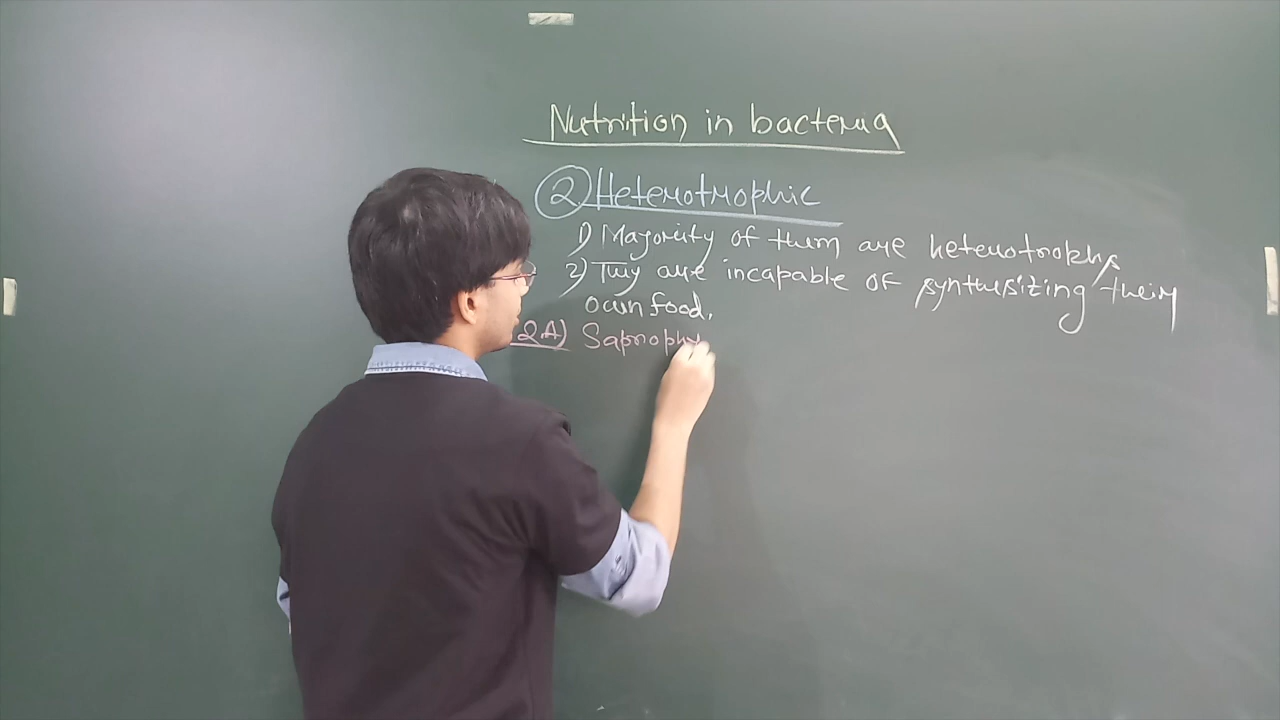 Nutrition in bacteria
2) Heterotrophic
1) Majority of them are heterotrophs
2) They are incapable of synthesizing their
own food.
2A) Saprophy